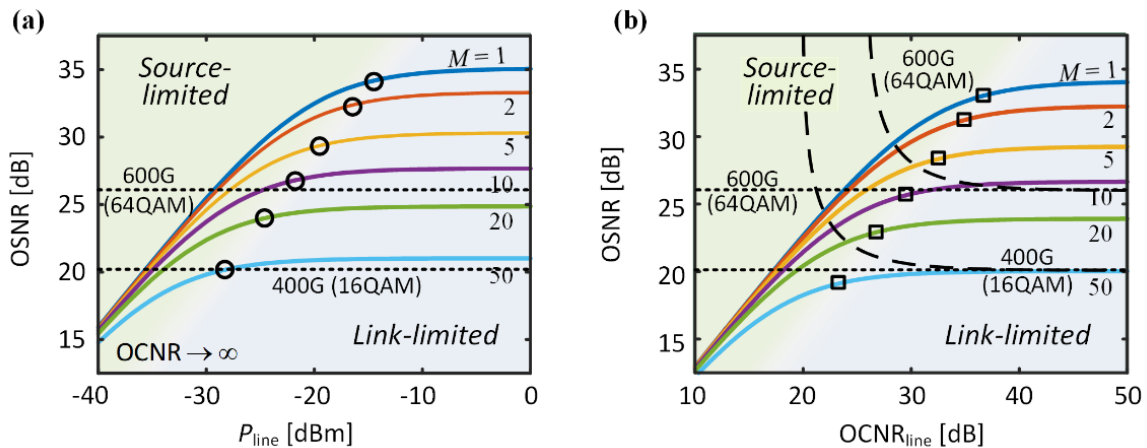 (a)
OSNR [dB]
35
30
25
20
15
Source-
limited
M = 1
2
5
10
20
50
600G
(64QAM)
400G (16QAM)
Link-limited
OCNR → ∞
-40
-30
-20
-10
0
P line [dBm]
(b)
OSNR [dB]
35
30
25
20
15
Source-
limited
600G
(64QAM)
M = 1
2
5
10
20
50
600G
(64QAM)
400G
(16QAM)
Link-limited
10
20
30
40
50
OCNR line [dB]